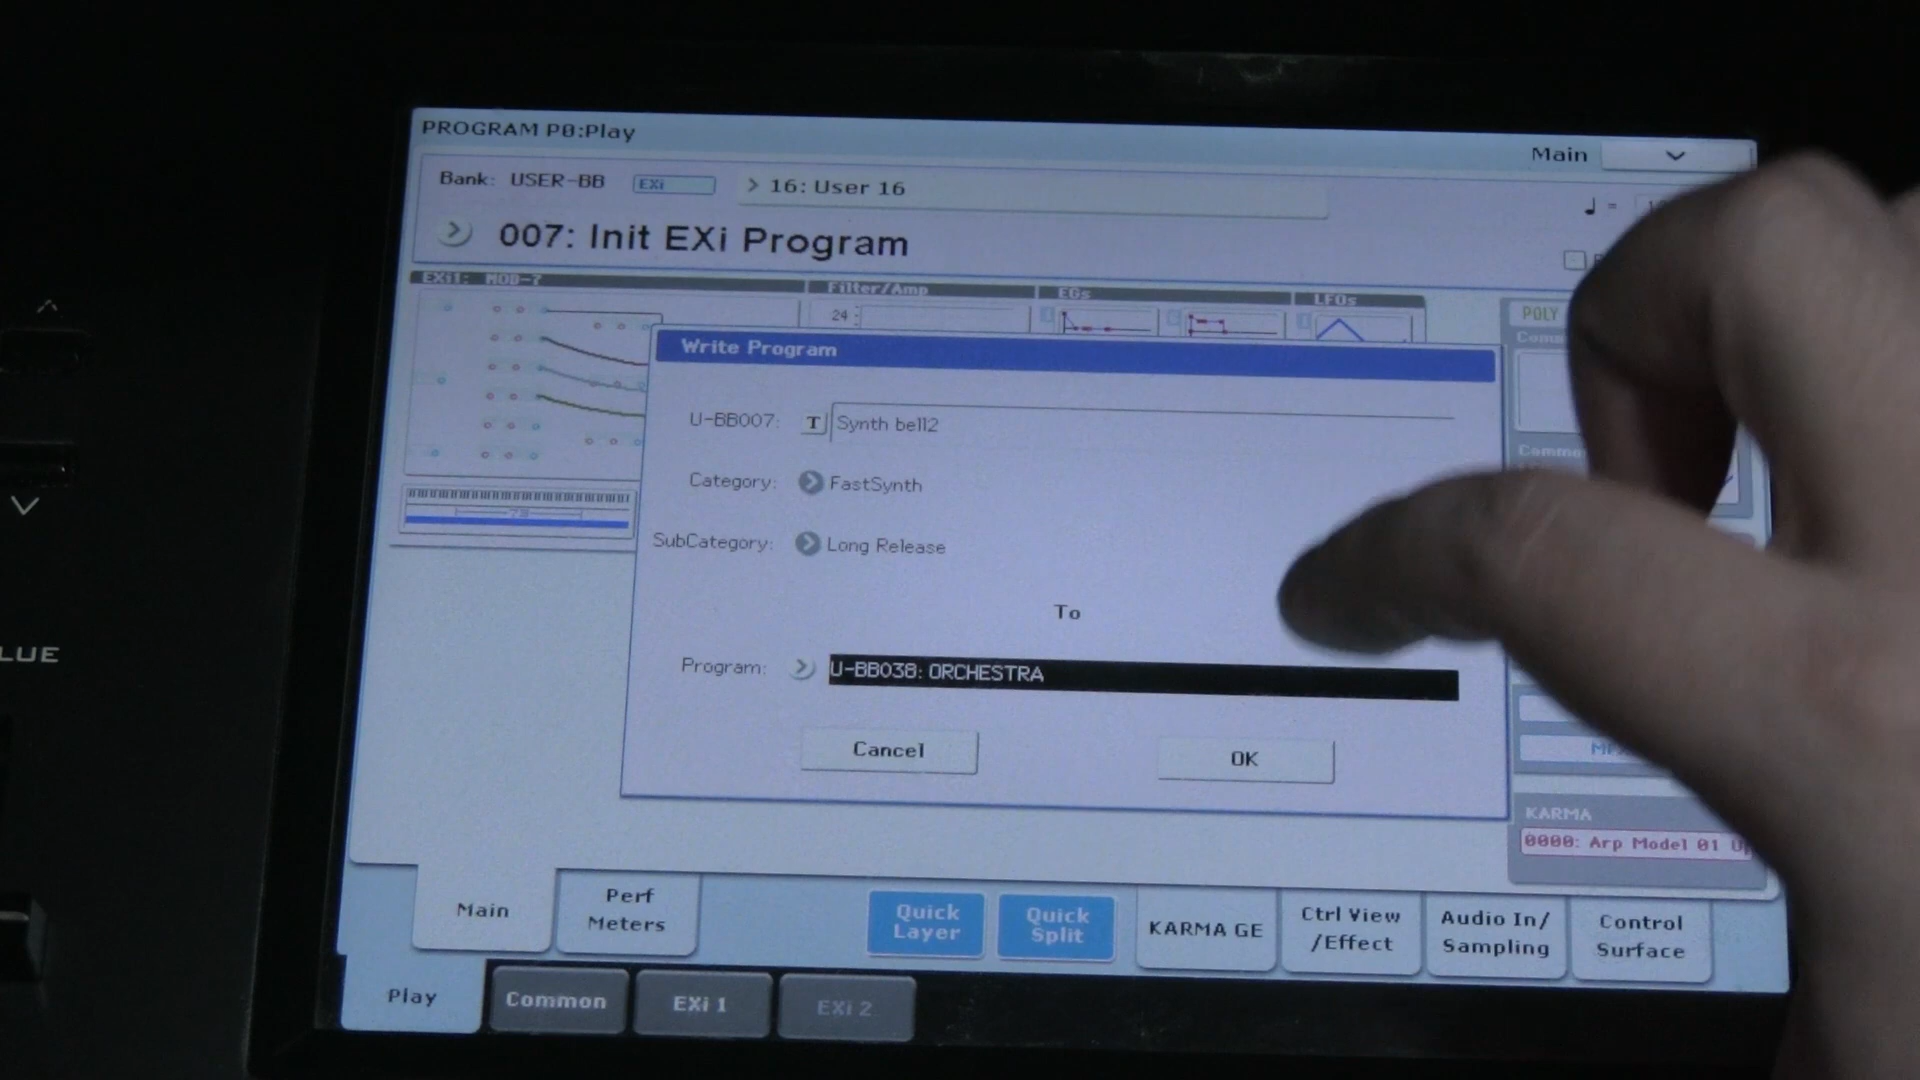 PROGRAM P0:Play
Main
Bank: USER-BB EXi 16: User 16
♩ =
007: Init EXi Program
EXi1: MOD-7
Filter/Amp
EGs
LFOs
24
POLY
Write Program
U-BB007: T Synth bell2
Category: FastSynth
SubCategory: Long Release
To
Program: U-BB038: ORCHESTRA
Cancel
OK
LUE
KARMA
0000: Arp Model 01
Main
Perf Meters
Quick Layer
Quick Split
KARMA GE
Ctrl View /Effect
Audio In/ Sampling
Control Surface
Play
Common
EXi 1
EXi 2